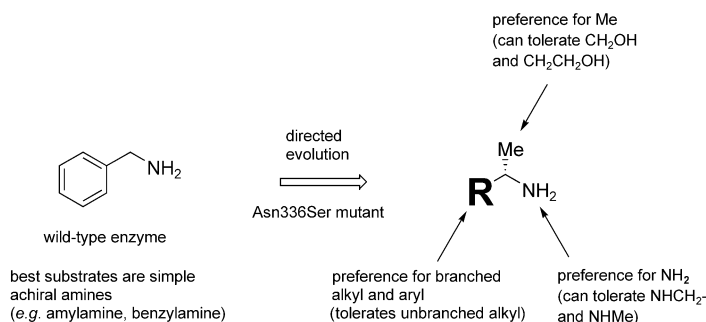 preference for Me
(can tolerate CH₂OH
and CH₂CH₂OH)
directed
evolution
Me
NH₂
R
NH₂
Asn336Ser mutant
wild-type enzyme
best substrates are simple
achiral amines
(e.g. amylamine, benzylamine)
preference for branched
alkyl and aryl
(tolerates unbranched alkyl)
preference for NH₂
(can tolerate NHCH₂-
and NHMe)